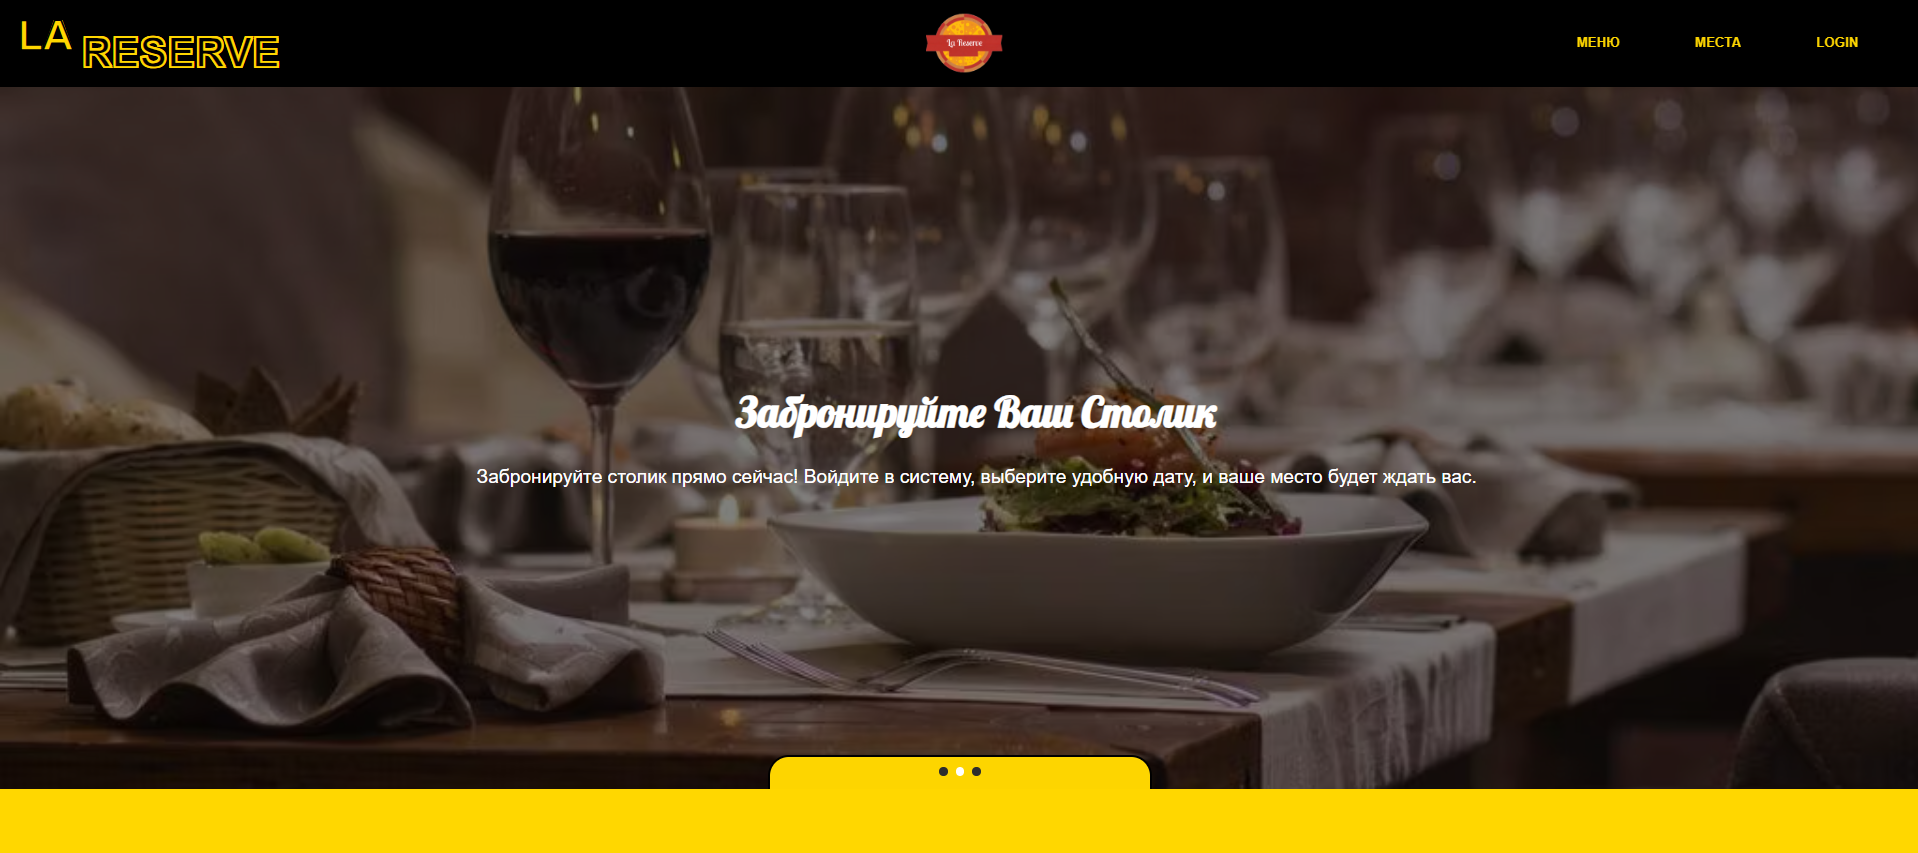 LA RESERVE
La Reserve
МЕНЮ
МЕСТА
LOGIN
Забронируйте Ваш Столик
Забронируйте столик прямо сейчас! Войдите в систему, выберите удобную дату, и ваше место будет ждать вас.